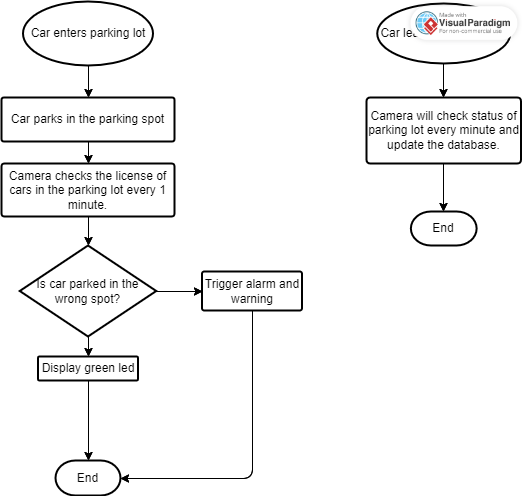 Car enters parking lot
Car parks in the parking spot
Camera checks the license of
cars in the parking lot every 1
minute.
Is car parked in the
wrong spot?
Trigger alarm and
warning
Display green led
End
Car
Made with
Visual Paradigm
For non-commercial use
Camera will check status of
parking lot every minute and
update the database.
End